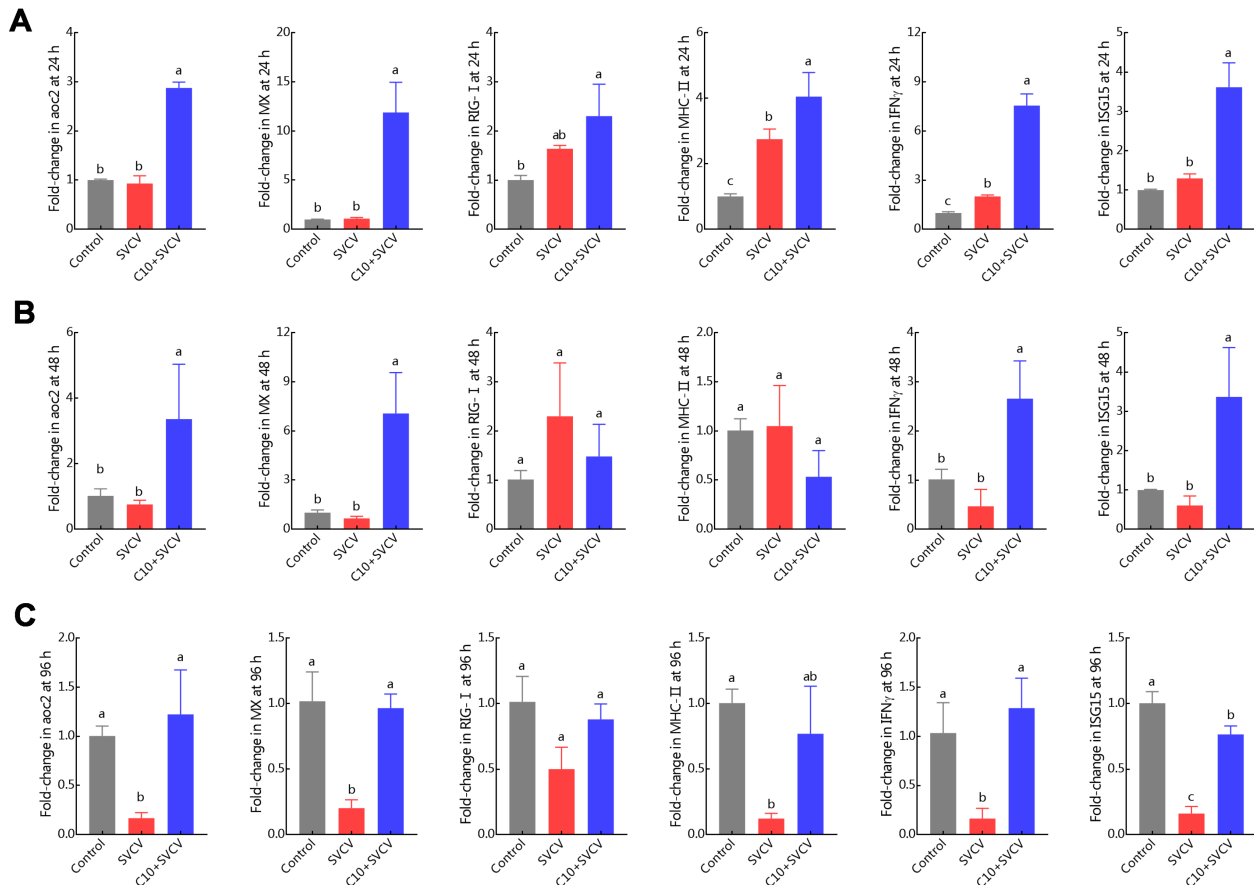 A
Fold-change in aoc2 at 24 h
4
3
2
1
0
b
b
a
Control
SVCV
C10+SVCV
Fold-change in MX at 24 h
20
15
10
5
0
b
b
a
Control
SVCV
C10+SVCV
Fold-change in RIG-I at 24 h
4
3
2
1
0
b
ab
a
Control
SVCV
C10+SVCV
Fold-change in MHC-II at 24 h
6
4
2
0
c
b
a
Control
SVCV
C10+SVCV
Fold-change in IFNγ at 24 h
12
9
6
3
0
c
b
a
Control
SVCV
C10+SVCV
Fold-change in ISG15 at 24 h
5
4
3
2
1
0
b
b
a
Control
SVCV
C10+SVCV
B
Fold-change in aoc2 at 48 h
6
4
2
0
b
b
a
Control
SVCV
C10+SVCV
Fold-change in MX at 48 h
12
9
6
3
0
b
b
a
Control
SVCV
C10+SVCV
Fold-change in RIG-I at 48 h
4
3
2
1
0
a
a
a
Control
SVCV
C10+SVCV
Fold-change in MHC-II at 48 h
2.0
1.5
1.0
0.5
0.0
a
a
a
Control
SVCV
C10+SVCV
Fold-change in IFNγ at 48 h
4
3
2
1
0
b
b
a
Control
SVCV
C10+SVCV
Fold-change in ISG15 at 48 h
5
4
3
2
1
0
b
b
a
Control
SVCV
C10+SVCV
C
Fold-change in aoc2 at 96 h
2.0
1.5
1.0
0.5
0.0
a
b
a
Control
SVCV
C10+SVCV
Fold-change in MX at 96 h
1.5
1.0
0.5
0.0
a
b
a
Control
SVCV
C10+SVCV
Fold-change in RIG-I at 96 h
1.5
1.0
0.5
0.0
a
a
a
Control
SVCV
C10+SVCV
Fold-change in MHC-II at 96 h
1.5
1.0
0.5
0.0
a
b
ab
Control
SVCV
C10+SVCV
Fold-change in IFNγ at 96 h
2.0
1.5
1.0
0.5
0.0
a
b
a
Control
SVCV
C10+SVCV
Fold-change in ISG15 at 96 h
1.5
1.0
0.5
0.0
a
c
b
Control
SVCV
C10+SVCV